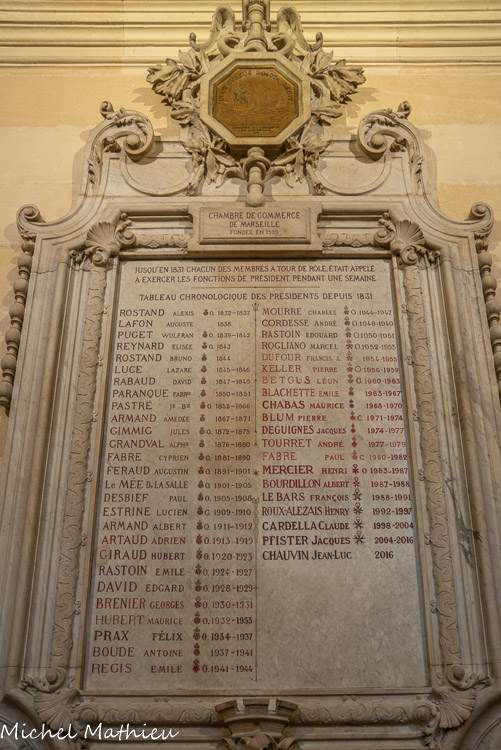 CHAMBRE DE COMMERCE
DE MARSEILLE
FONDÉE EN 1599
JUSQU'EN 1831 CHACUN DES MEMBRES A TOUR DE RÔLE, ÉTAIT APPELÉ
A EXERCER LES FONCTIONS DE PRÉSIDENT, PENDANT UNE SEMAINE
TABLEAU CHRONOLOGIQUE DES PRÉSIDENTS DEPUIS 1831
ROSTAND ALEXIS O. 1832-1837
LAFON AUGUSTE 1838
PUGET WULFRAN O. 1839-1842
REYNARD ELISÉE 1843
ROSTAND BRUNO 1844
LUCE LAZARE 1845-1846
RABAUD DAVID 1847-1849
PARANQUE FABRE 1850-1851
PASTRÉ JN BTE 1852-1866
ARMAND AMEDÉE 1867-1871
GIMMIG JULES 1872-1875
GRANDVAL ALPHE 1876-1880
FABRE CYPRIEN 1881-1890
FERAUD AUGUSTIN O. 1891-1901
LE MÉE DE LA SALLE O. 1901-1905
DESBIEF PAUL O. 1905-1908
ESTRINE LUCIEN O. 1909-1910
ARMAND ALBERT O. 1911-1912
ARTAUD ADRIEN O. 1913-1919
GIRAUD HUBERT O. 1920-1923
RASTOIN EMILE O. 1924-1927
DAVID EDGARD O. 1928-1929
BRENIER GEORGES O. 1930-1931
HUBERT MAURICE O. 1932-1933
PRAX FÉLIX O. 1934-1937
BOUDE ANTOINE 1937-1941
REGIS EMILE O. 1941-1944
MOURRE CHARLES O. 1944-1947
CORDESSE ANDRÉ O. 1948-1949
RASTOIN EDOUARD O. 1950-1951
ROGLIANO MARCEL O. 1952-1953
DUFOUR FRANCIS A. 1954-1955
KELLER PIERRE O. 1956-1959
BETOUS LÉON O. 1960-1963
BLACHETTE EMILE 1963-1967
CHABAS MAURICE 1968-1970
BLUM PIERRE C. 1971-1974
DEGUIGNES JACQUES 1974-1977
TOURRET ANDRÉ 1977-1979
FABRE PAUL C. 1980-1982
MERCIER HENRI O. 1983-1987
BOURDILLON ALBERT 1987-1988
LE BARS FRANÇOIS 1988-1991
ROUX-ALEZAIS HENRY 1992-1997
CARDELLA CLAUDE 1998-2004
PFISTER JACQUES 2004-2016
CHAUVIN JEAN-LUC 2016
Michel Mathieu